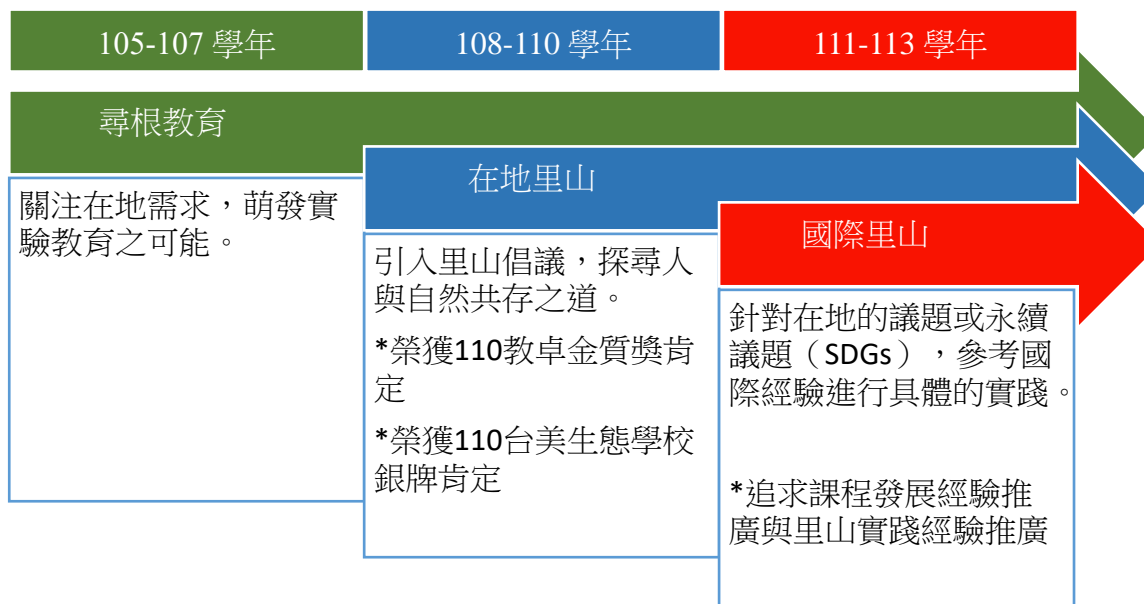 105-107 學年
108-110 學年
111-113 學年
尋根教育
關注在地需求，萌發實
驗教育之可能。
在地里山
引入里山倡議，探尋人
與自然共存之道。
*榮獲110教卓金質獎肯
定
*榮獲110台美生態學校
銀牌肯定
國際里山
針對在地的議題或永續
議題（SDGs），參考國
際經驗進行具體的實踐。
*追求課程發展經驗推
廣與里山實踐經驗推廣